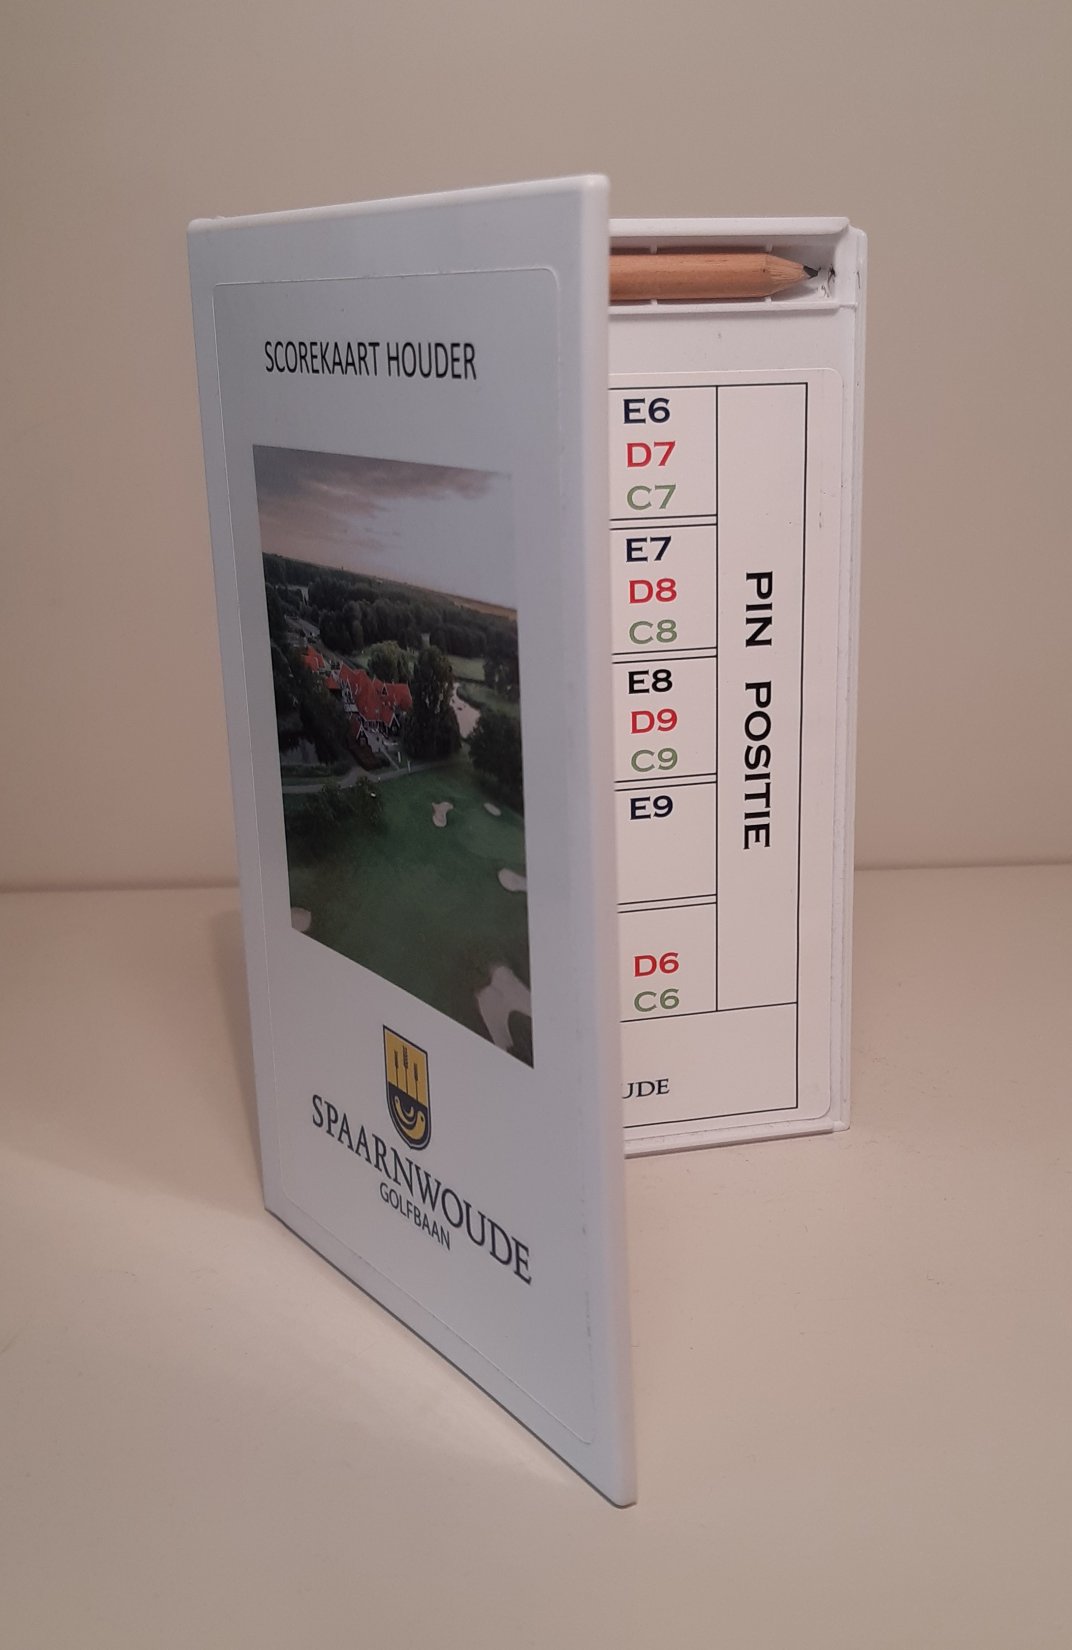 SCOREKAART HOUDER
SPAARNWOUDE
GOLFBAAN
E6
D7
C7
E7
D8
C8
E8
D9
C9
E9
D6
C6
PIN POSITIE
UDE